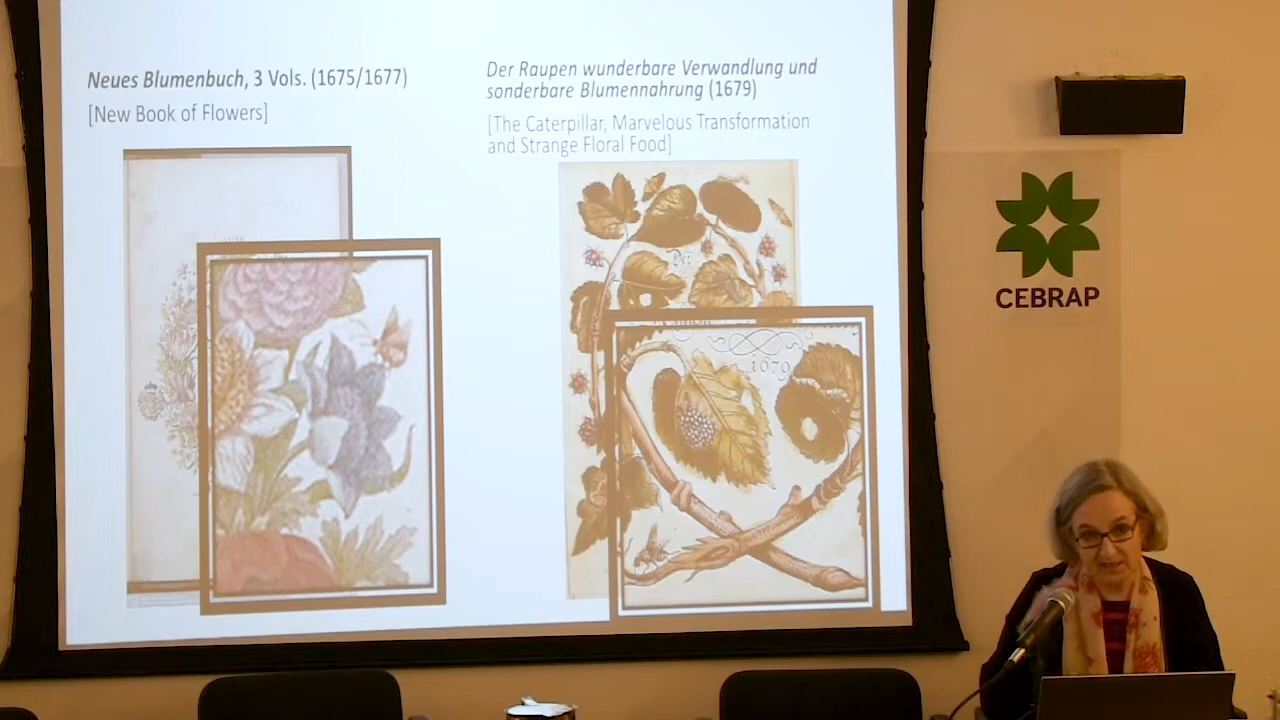 Neues Blumenbuch, 3 Vols. (1675/1677)
[New Book of Flowers]
Der Raupen wunderbare Verwandlung und
sonderbare Blumennahrung (1679)
[The Caterpillar, Marvelous Transformation
and Strange Floral Food]
Der
1679
CEBRAP